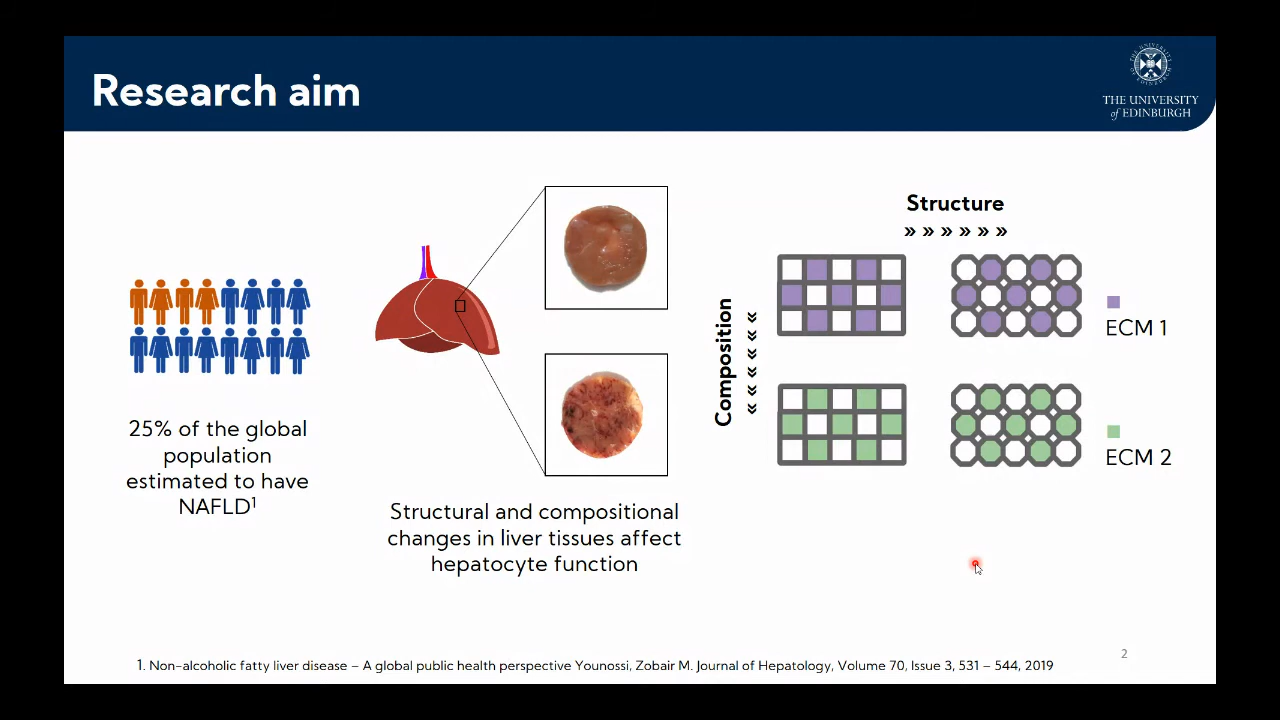 Research aim
THE UNIVERSITY
of EDINBURGH
25% of the global
population
estimated to have
NAFLD¹
Structural and compositional
changes in liver tissues affect
hepatocyte function
Structure
» » » » » »
Composition
» » » » » »
ECM 1
ECM 2
1. Non-alcoholic fatty liver disease – A global public health perspective Younossi, Zobair M. Journal of Hepatology, Volume 70, Issue 3, 531 – 544, 2019
2